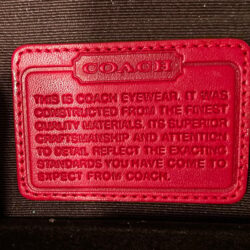 COACH
THIS IS COACH EYEWEAR. IT WAS
CONSTRUCTED FROM THE FINEST
QUALITY MATERIALS. ITS SUPERIOR
CRAFTSMANSHIP AND ATTENTION
TO DETAIL REFLECT THE EXACTING
STANDARDS YOU HAVE COME TO
EXPECT FROM COACH.